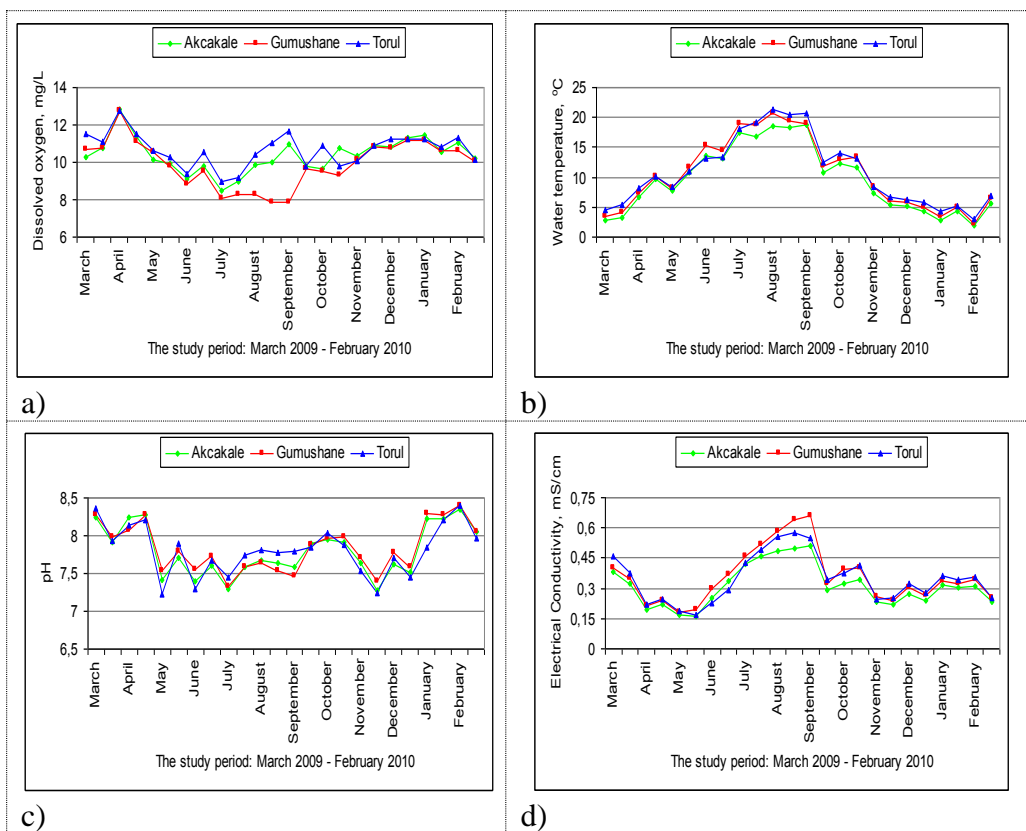 Akcakale Gumushane Torul
Dissolved oxygen, mg/L
14
12
10
8
6
March April May June July August September October November December January February
The study period: March 2009 - February 2010
a)
Akcakale Gumushane Torul
Water temperature, ºC
25
20
15
10
5
0
March April May June July August September October November December January February
The study period: March 2009 - February 2010
b)
Akcakale Gumushane Torul
pH
8,5
8
7,5
7
6,5
March April May June July August September October November December January February
The study period: March 2009 - February 2010
c)
Akcakale Gumushane Torul
Electrical Conductivity, mS/cm
0,75
0,6
0,45
0,3
0,15
0
March April May June July August September October November December January February
The study period: March 2009 - February 2010
d)